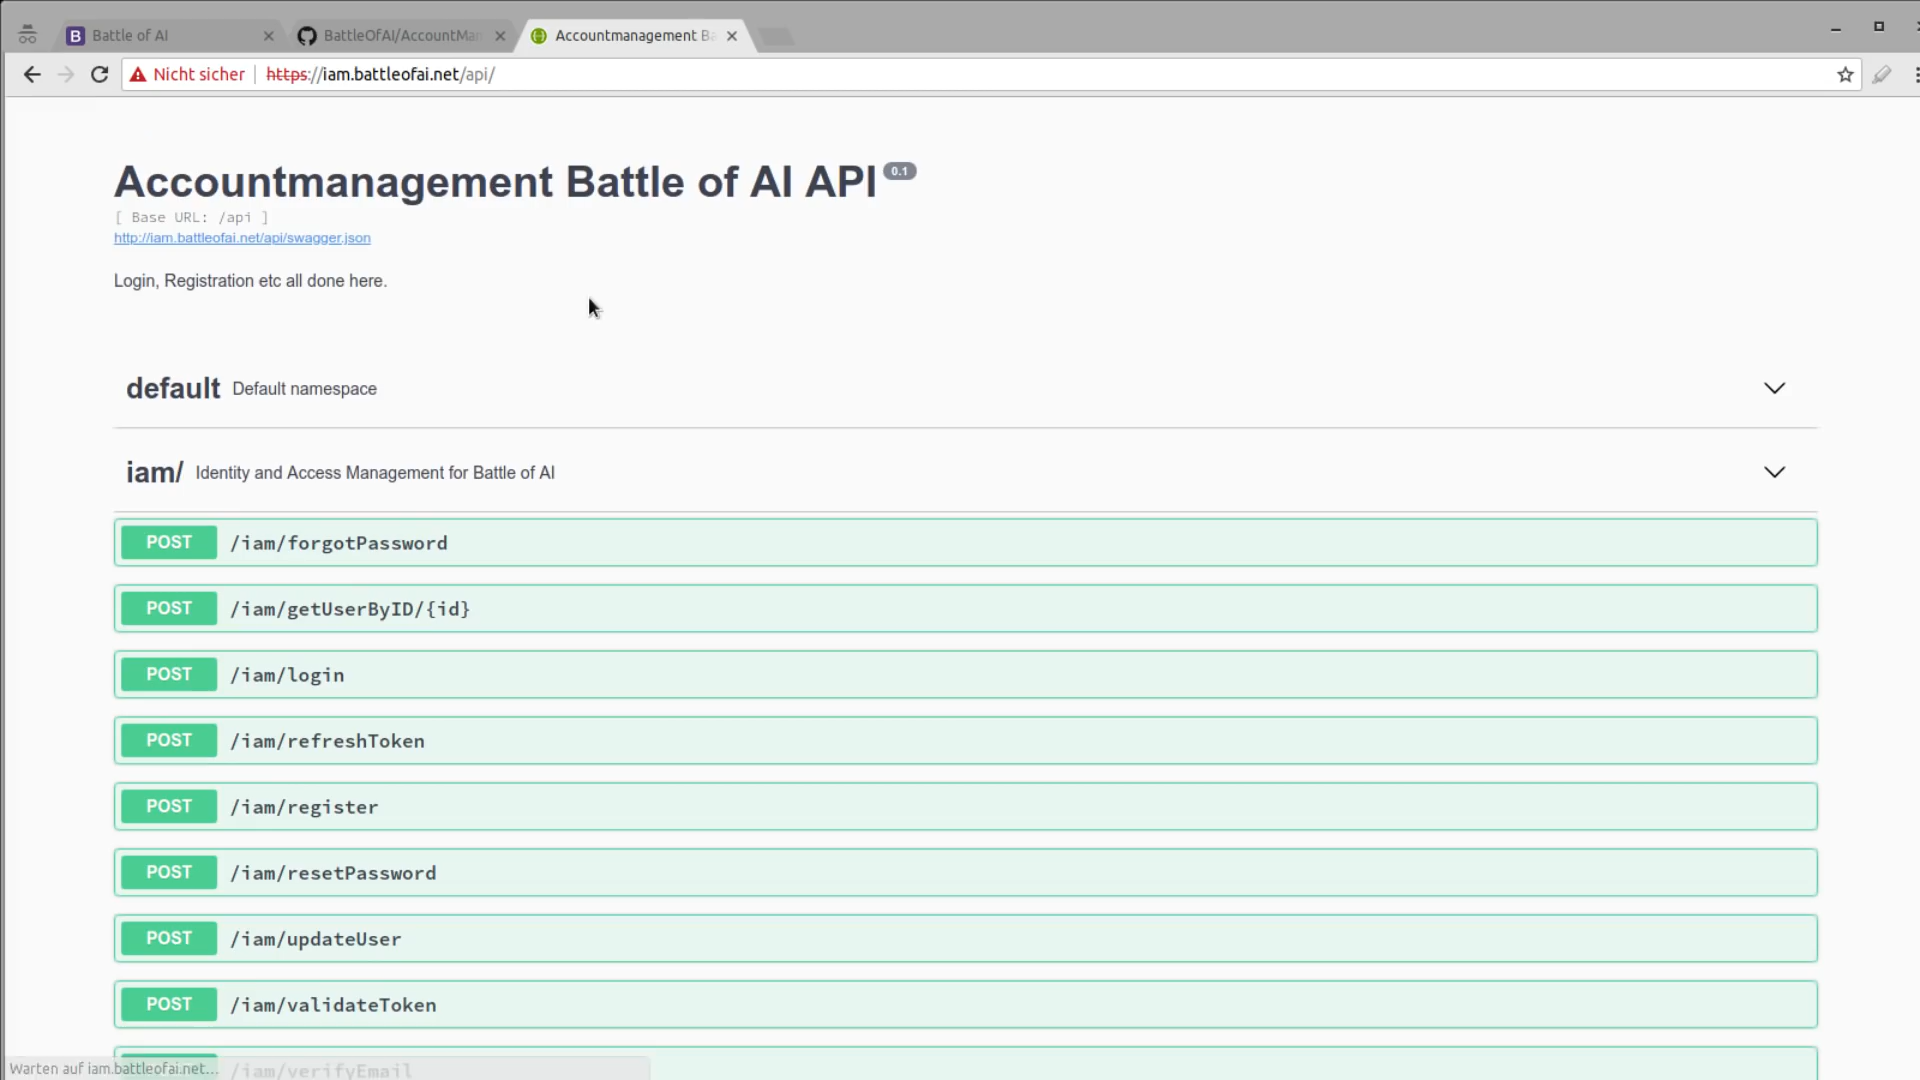 Battle of AI
BattleOfAI/AccountMan
Accountmanagement Ba
Nicht sicher https://iam.battleofai.net/api/
Accountmanagement Battle of AI API 0.1
[ Base URL: /api ]
http://iam.battleofai.net/api/swagger.json
Login, Registration etc all done here.
default Default namespace
iam/ Identity and Access Management for Battle of AI
POST /iam/forgotPassword
POST /iam/getUserByID/{id}
POST /iam/login
POST /iam/refreshToken
POST /iam/register
POST /iam/resetPassword
POST /iam/updateUser
POST /iam/validateToken
/iam/verifyEmail
Warten auf iam.battleofai.net...